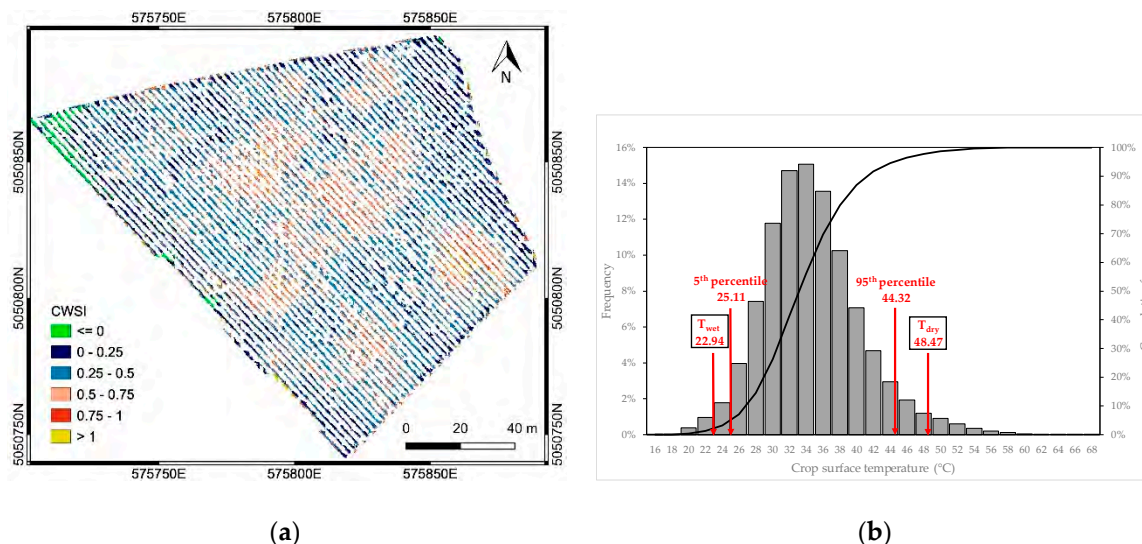 575750E 575800E 575850E
5050850N
5050800N
5050750N
N
5050850N
5050800N
5050750N
CWSI
<= 0
0 - 0.25
0.25 - 0.5
0.5 - 0.75
0.75 - 1
> 1
0 20 40 m
575750E 575800E 575850E
(a)
16% 100%
14% 90%
12% 80%
10% 70%
8% 60%
6% 50%
4% 40%
2% 30%
0% 20%
10%
0%
Frequency
5th percentile
25.11
95th percentile
44.32
Twet
22.94
Tdry
48.47
16 18 20 22 24 26 28 30 32 34 36 38 40 42 44 46 48 50 52 54 56 58 60 62 64 66 68
Crop surface temperature (°C)
(b)